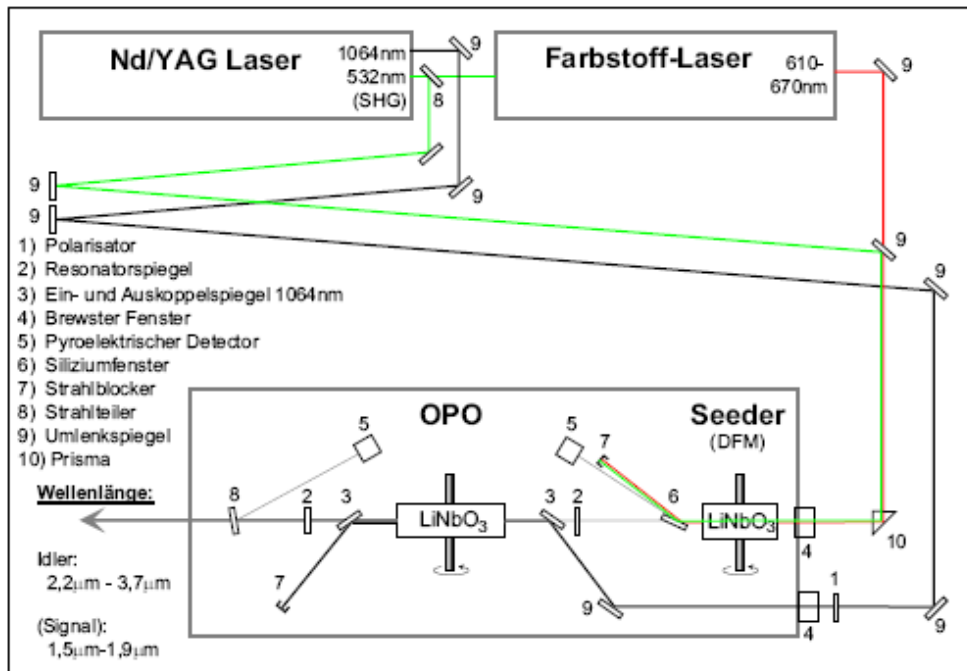 Nd/YAG Laser
1064nm
532nm
(SHG)
8
9
Farbstoff-Laser
610-
670nm
9
9
9
9
9
9
1) Polarisator
2) Resonatorspiegel
3) Ein- und Auskoppelspiegel 1064nm
4) Brewster Fenster
5) Pyroelektrischer Detector
6) Siliziumfenster
7) Strahlblocker
8) Strahlteiler
9) Umlenkspiegel
10) Prisma
Wellenlänge:
Idler:
2,2µm - 3,7µm
(Signal):
1,5µm-1,9µm
OPO
Seeder
(DFM)
5
5
7
8
2
3
LiNbO3
3
2
6
LiNbO3
4
10
7
9
4
1
9